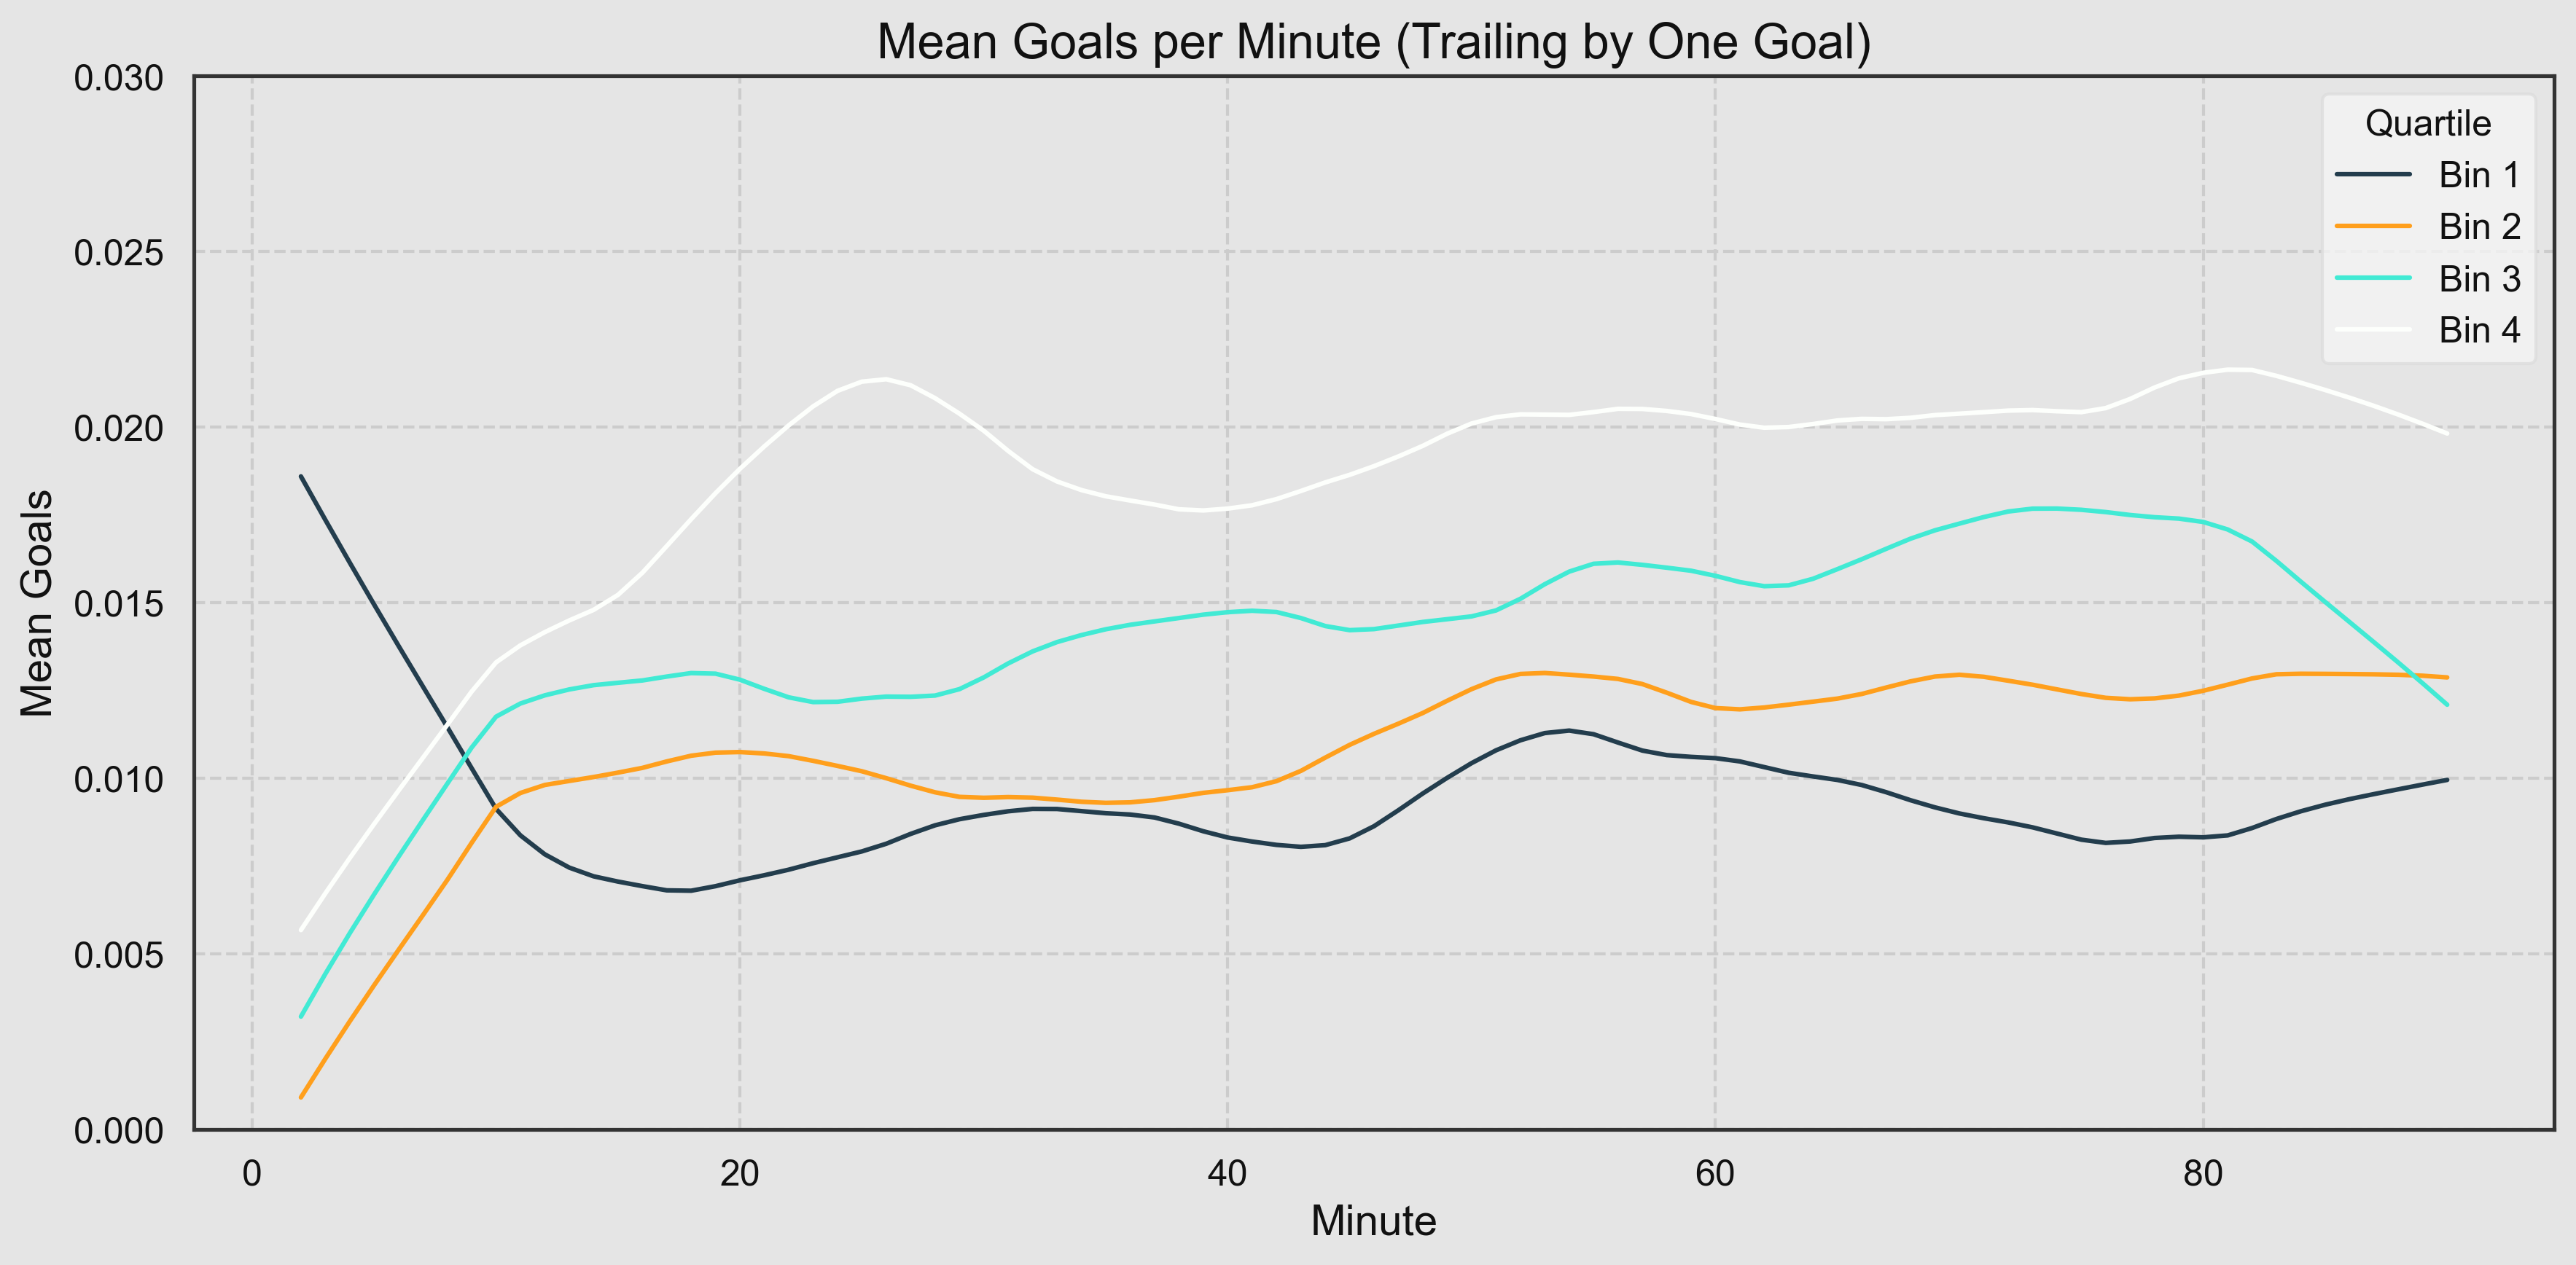 Mean Goals per Minute (Trailing by One Goal)
0.030
0.025
0.020
0.015
0.010
0.005
0.000
Mean Goals
0 20 40 60 80
Minute
Quartile
Bin 1
Bin 2
Bin 3
Bin 4